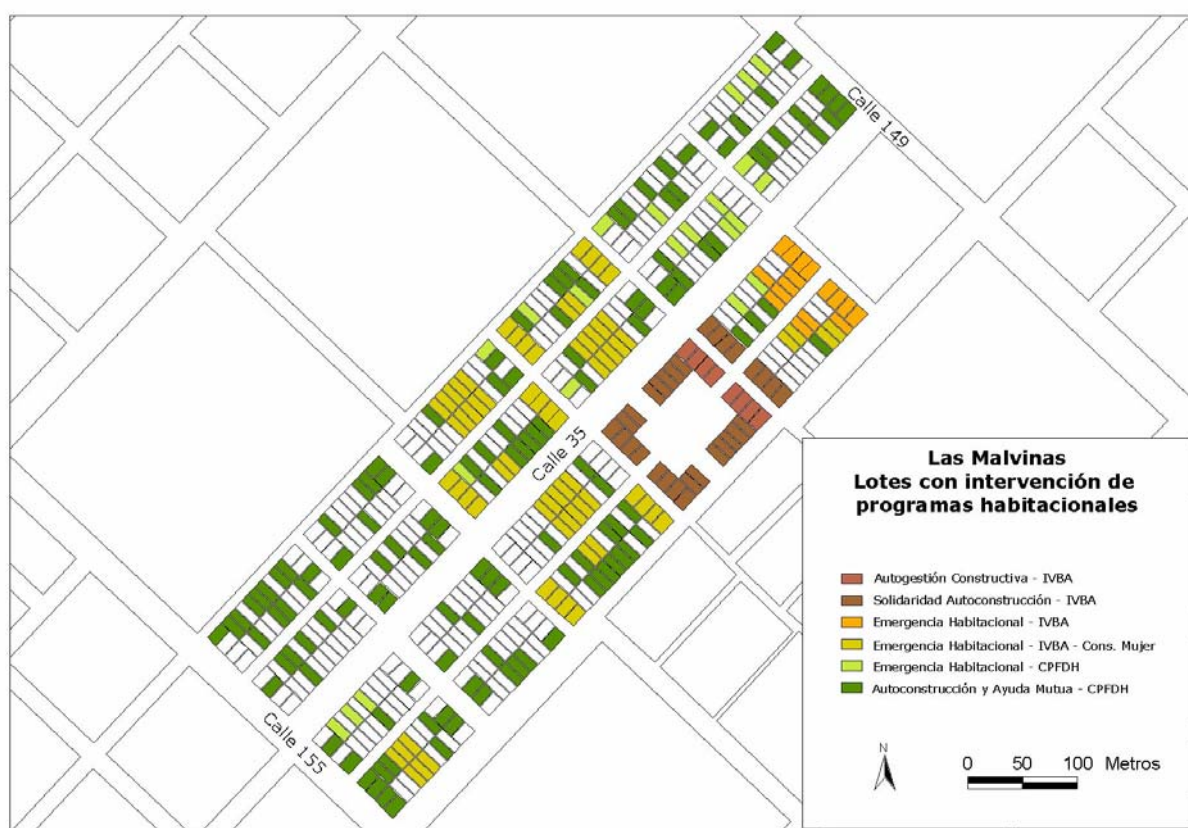 Calle 149
Calle 35
Calle 155
Las Malvinas
Lotes con intervención de
programas habitacionales
Autogestión Constructiva - IVBA
Solidaridad Autoconstrucción - IVBA
Emergencia Habitacional - IVBA
Emergencia Habitacional - IVBA - Cons. Mujer
Emergencia Habitacional - CPFDH
Autoconstrucción y Ayuda Mutua - CPFDH
N
0 50 100 Metros